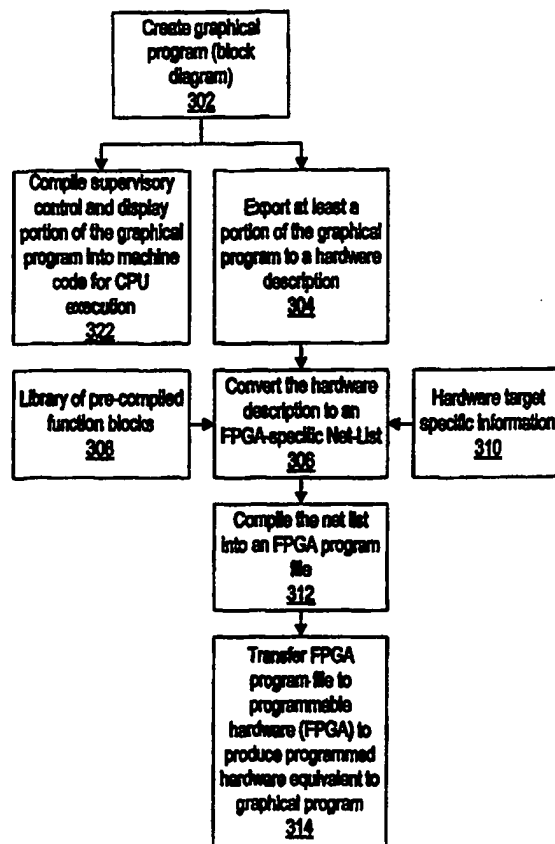 Create graphical
program (block
diagram)
302
Compile supervisory
control and display
portion of the graphical
program into machine
code for CPU
execution
322
Export at least a
portion of the graphical
program to a hardware
description
304
Library of pre-compiled
function blocks
308
Convert the hardware
description to an
FPGA-specific Net-List
306
Hardware target
specific information
310
Compile the net list
into an FPGA program
file
312
Transfer FPGA
program file to
programmable
hardware (FPGA) to
produce programmed
hardware equivalent to
graphical program
314